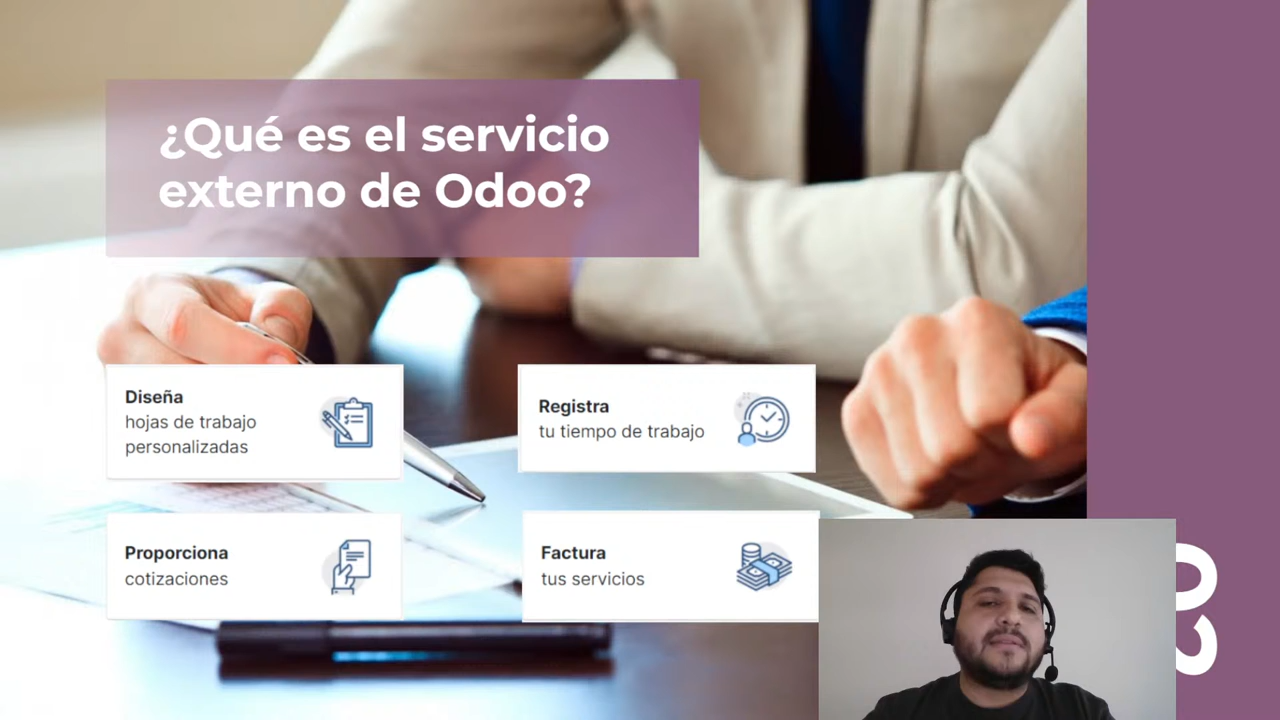 ¿Qué es el servicio
externo de Odoo?
Diseña
hojas de trabajo
personalizadas
Registra
tu tiempo de trabajo
Proporciona
cotizaciones
Factura
tus servicios